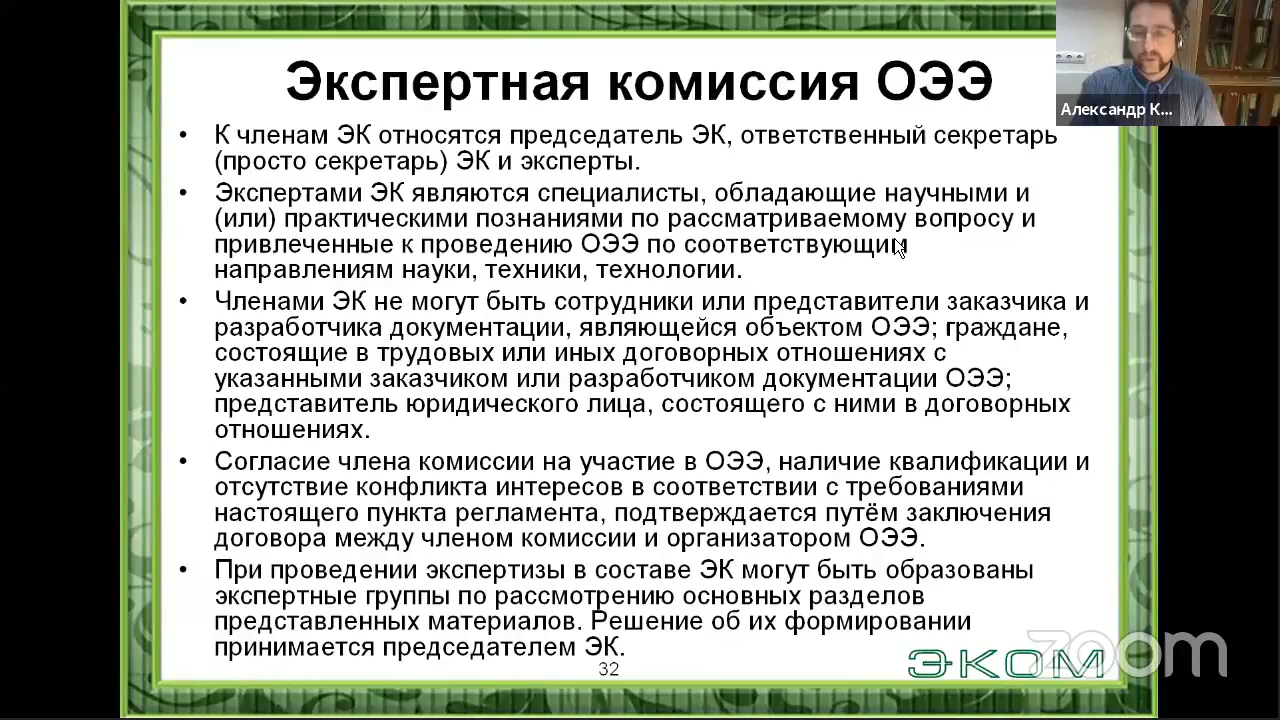 Экспертная комиссия ОЭЭ
Александр К...
• К членам ЭК относятся председатель ЭК, ответственный секретарь
(просто секретарь) ЭК и эксперты.
• Экспертами ЭК являются специалисты, обладающие научными и
(или) практическими познаниями по рассматриваемому вопросу и
привлеченные к проведению ОЭЭ по соответствующим
направлениям науки, техники, технологии.
• Членами ЭК не могут быть сотрудники или представители заказчика и
разработчика документации, являющейся объектом ОЭЭ; граждане,
состоящие в трудовых или иных договорных отношениях с
указанными заказчиком или разработчиком документации ОЭЭ;
представитель юридического лица, состоящего с ними в договорных
отношениях.
• Согласие члена комиссии на участие в ОЭЭ, наличие квалификации и
отсутствие конфликта интересов в соответствии с требованиями
настоящего пункта регламента, подтверждается путём заключения
договора между членом комиссии и организатором ОЭЭ.
• При проведении экспертизы в составе ЭК могут быть образованы
экспертные группы по рассмотрению основных разделов
представленных материалов. Решение об их формировании
принимается председателем ЭК.
32
ЭКОМ
zoom